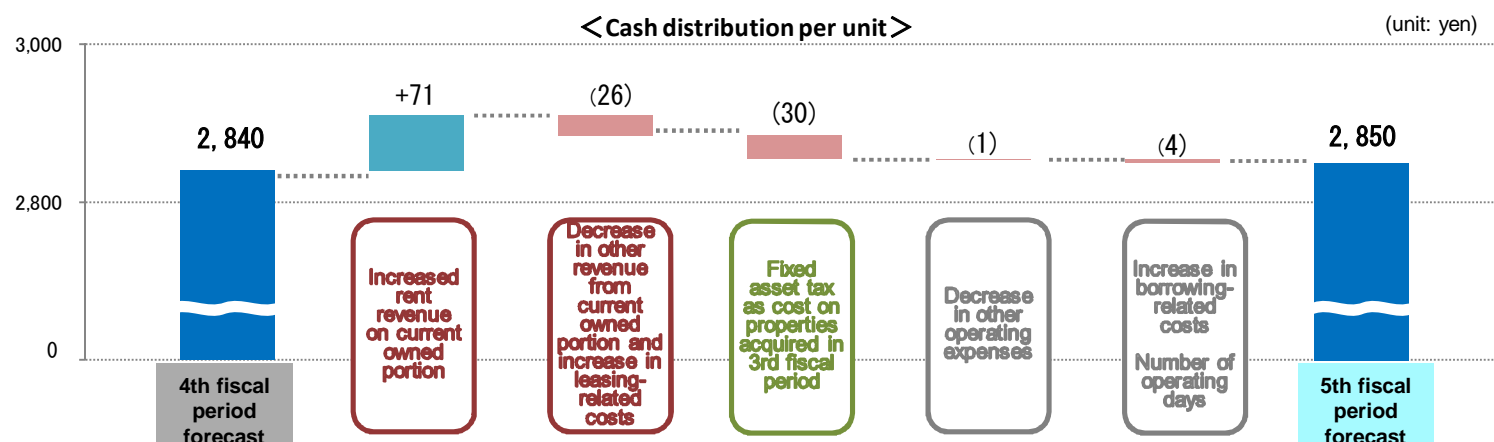 ＜Cash distribution per unit＞
(unit: yen)
3,000
2,800
0
2,840
+71
(26)
(30)
(1)
(4)
2,850
4th fiscal
period
forecast
Increased
rent
revenue
on current
owned
portion
Decrease
in other
revenue
from
current
owned
portion and
increase in
leasing-
related
costs
Fixed
asset tax
as cost on
properties
acquired in
3rd fiscal
period
Decrease
in other
operating
expenses
Increase in
borrowing-
related
costs
Number of
operating
days
5th fiscal
period
forecast